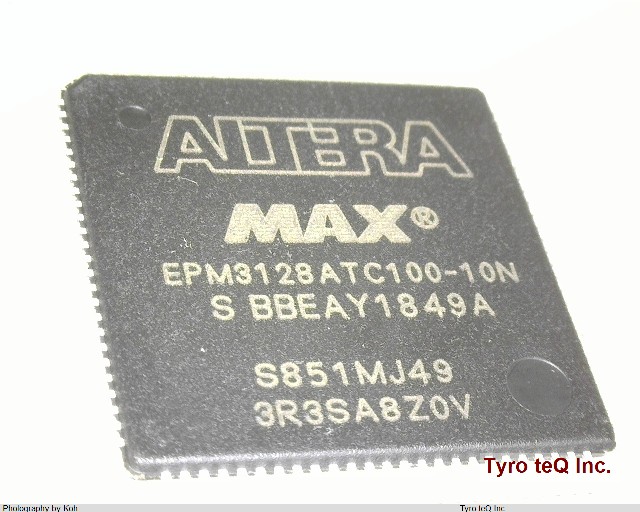 ALTERA
MAX®
EPM3128ATC100-10N
S BBEAY1849A
S851MJ49
3R3SA8Z0V
Tyro teQ Inc.
Photography by Koh
Tyro teQ Inc